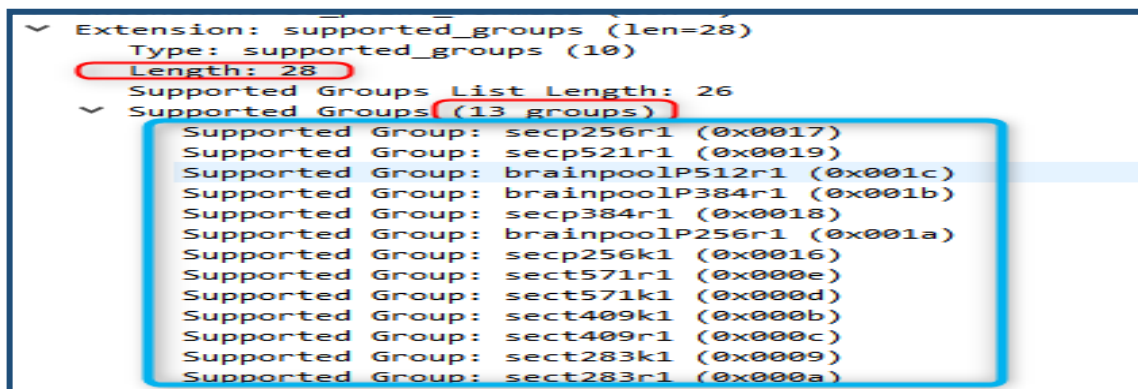 Extension: supported_groups (len=28)
Type: supported_groups (10)
Length: 28
Supported Groups List Length: 26
Supported Groups (13 groups)
Supported Group: secp256r1 (0x0017)
Supported Group: secp521r1 (0x0019)
Supported Group: brainpoolP512r1 (0x001c)
Supported Group: brainpoolP384r1 (0x001b)
Supported Group: secp384r1 (0x0018)
Supported Group: brainpoolP256r1 (0x001a)
Supported Group: secp256k1 (0x0016)
Supported Group: sect571r1 (0x000e)
Supported Group: sect571k1 (0x000d)
Supported Group: sect409k1 (0x000b)
Supported Group: sect409r1 (0x000c)
Supported Group: sect283k1 (0x0009)
Supported Group: sect283r1 (0x000a)